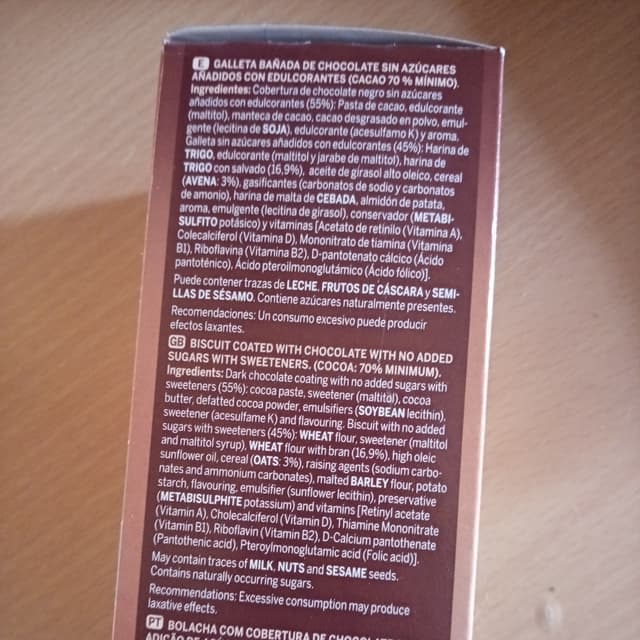 E GALLETA BAÑADA DE CHOCOLATE SIN AZÚCARES
AÑADIDOS CON EDULCORANTES (CACAO 70 % MÍNIMO).
Ingredientes: Cobertura de chocolate negro sin azúcares
añadidos con edulcorantes (55%): Pasta de cacao, edulcorante
(maltitol), manteca de cacao, cacao desgrasado en polvo, emul-
gente (lecitina de SOJA), edulcorante (acesulfamo K) y aroma.
Galleta sin azúcares añadidos con edulcorantes (45%): Harina de
TRIGO, edulcorante (maltitol y jarabe de maltitol), harina de
TRIGO con salvado (16,9%), aceite de girasol alto oleico, cereal
(AVENA: 3%), gasificantes (carbonatos de sodio y carbonatos
de amonio), harina de malta de CEBADA, almidón de patata,
aroma, emulgente (lecitina de girasol), conservador (METABI-
SULFITO potásico) y vitaminas [Acetato de retinilo (Vitamina A),
Colecalciferol (Vitamina D), Mononitrato de tiamina (Vitamina
B1), Riboflavina (Vitamina B2), D-pantotenato cálcico (Ácido
pantoténico), Ácido pteroilmonoglutámico (Ácido fólico)].
Puede contener trazas de LECHE, FRUTOS DE CÁSCARA y SEMI-
LLAS DE SÉSAMO. Contiene azúcares naturalmente presentes.
Recomendaciones: Un consumo excesivo puede producir
efectos laxantes.
GB BISCUIT COATED WITH CHOCOLATE WITH NO ADDED
SUGARS WITH SWEETENERS. (COCOA: 70% MINIMUM).
Ingredients: Dark chocolate coating with no added sugars with
sweeteners (55%): cocoa paste, sweetener (maltitol), cocoa
butter, defatted cocoa powder, emulsifiers (SOYBEAN lecithin),
sweetener (acesulfame K) and flavouring. Biscuit with no added
sugars with sweeteners (45%): WHEAT flour, sweetener (maltitol
and maltitol syrup), WHEAT flour with bran (16,9%), high oleic
sunflower oil, cereal (OATS: 3%), raising agents (sodium carbo-
nates and ammonium carbonates), malted BARLEY flour, potato
starch, flavouring, emulsifier (sunflower lecithin), preservative
(METABISULPHITE potassium) and vitamins [Retinyl acetate
(Vitamin A), Cholecalciferol (Vitamin D), Thiamine Mononitrate
(Vitamin B1), Riboflavin (Vitamin B2), D-Calcium pantothenate
(Pantothenic acid), Pteroylmonoglutamic acid (Folic acid)].
May contain traces of MILK, NUTS and SESAME seeds.
Contains naturally occurring sugars.
Recommendations: Excessive consumption may produce
laxative effects.
PT BOLACHA COM COBERTURA DE CHOCOLATE